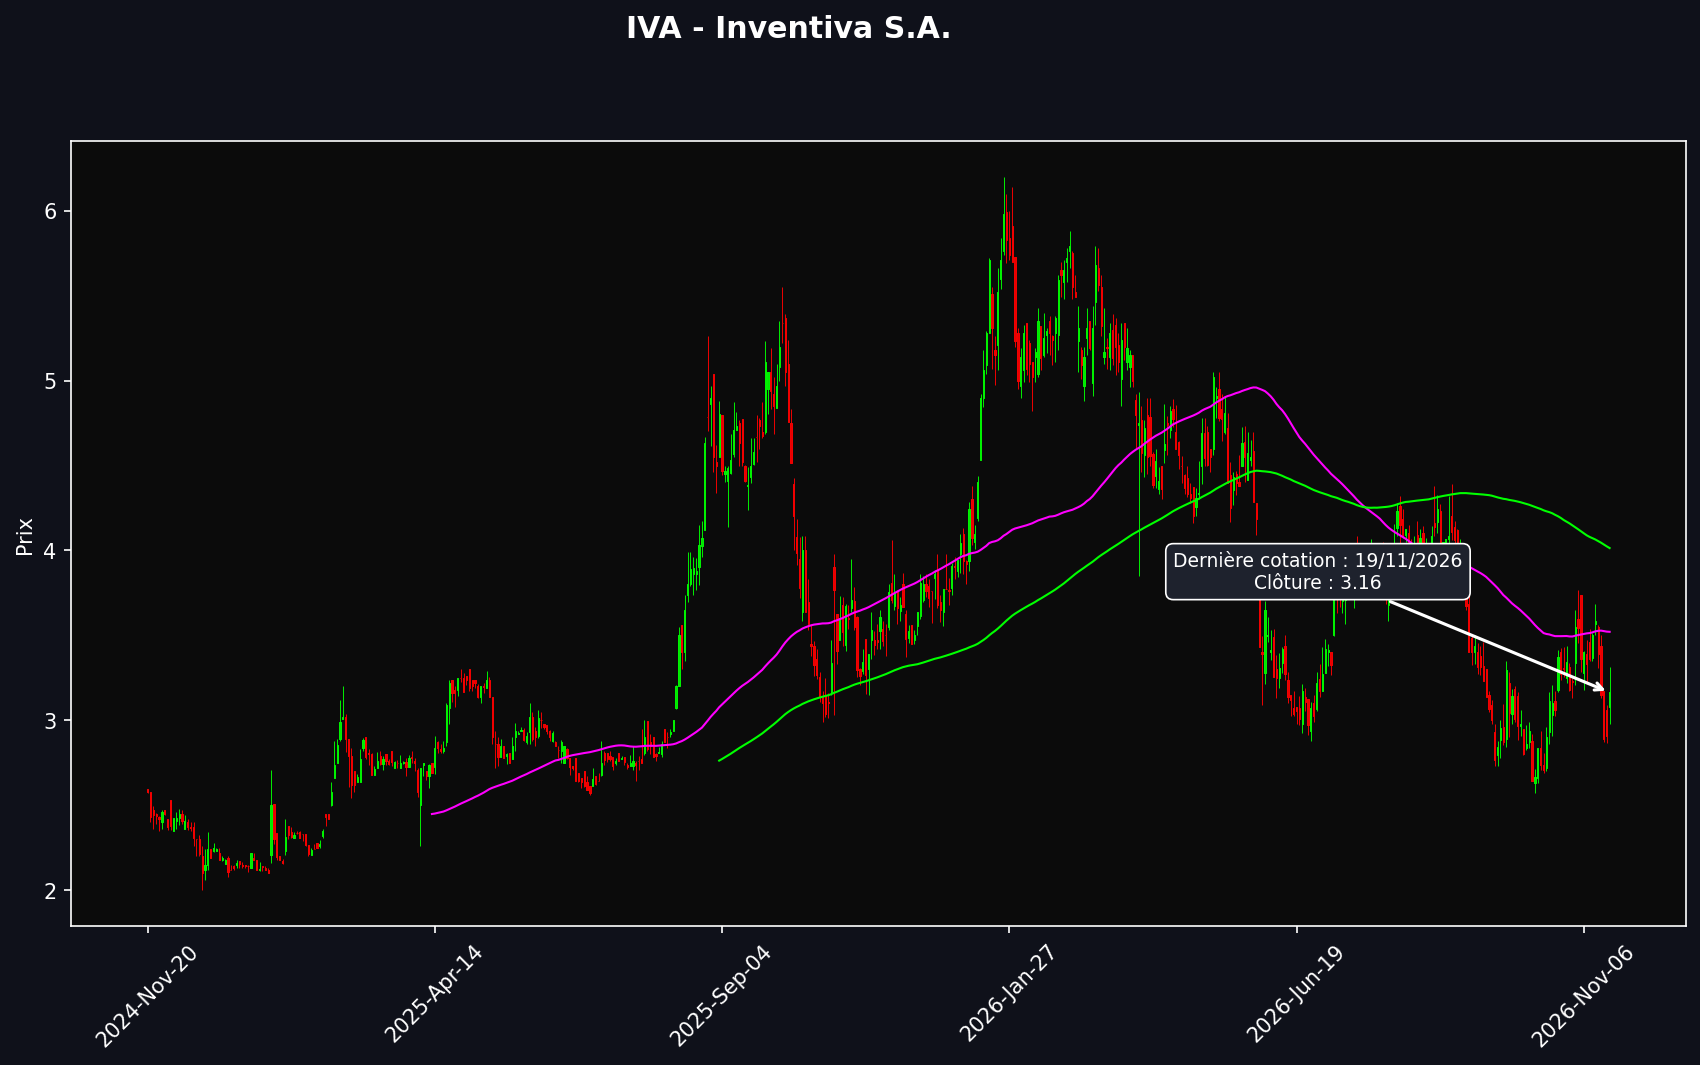 IVA - Inventiva S.A.
Prix
6
5
4
3
2
Dernière cotation : 19/11/2026
Clôture : 3.16
2024-Nov-20
2025-Apr-14
2025-Sep-04
2026-Jan-27
2026-Jun-19
2026-Nov-06